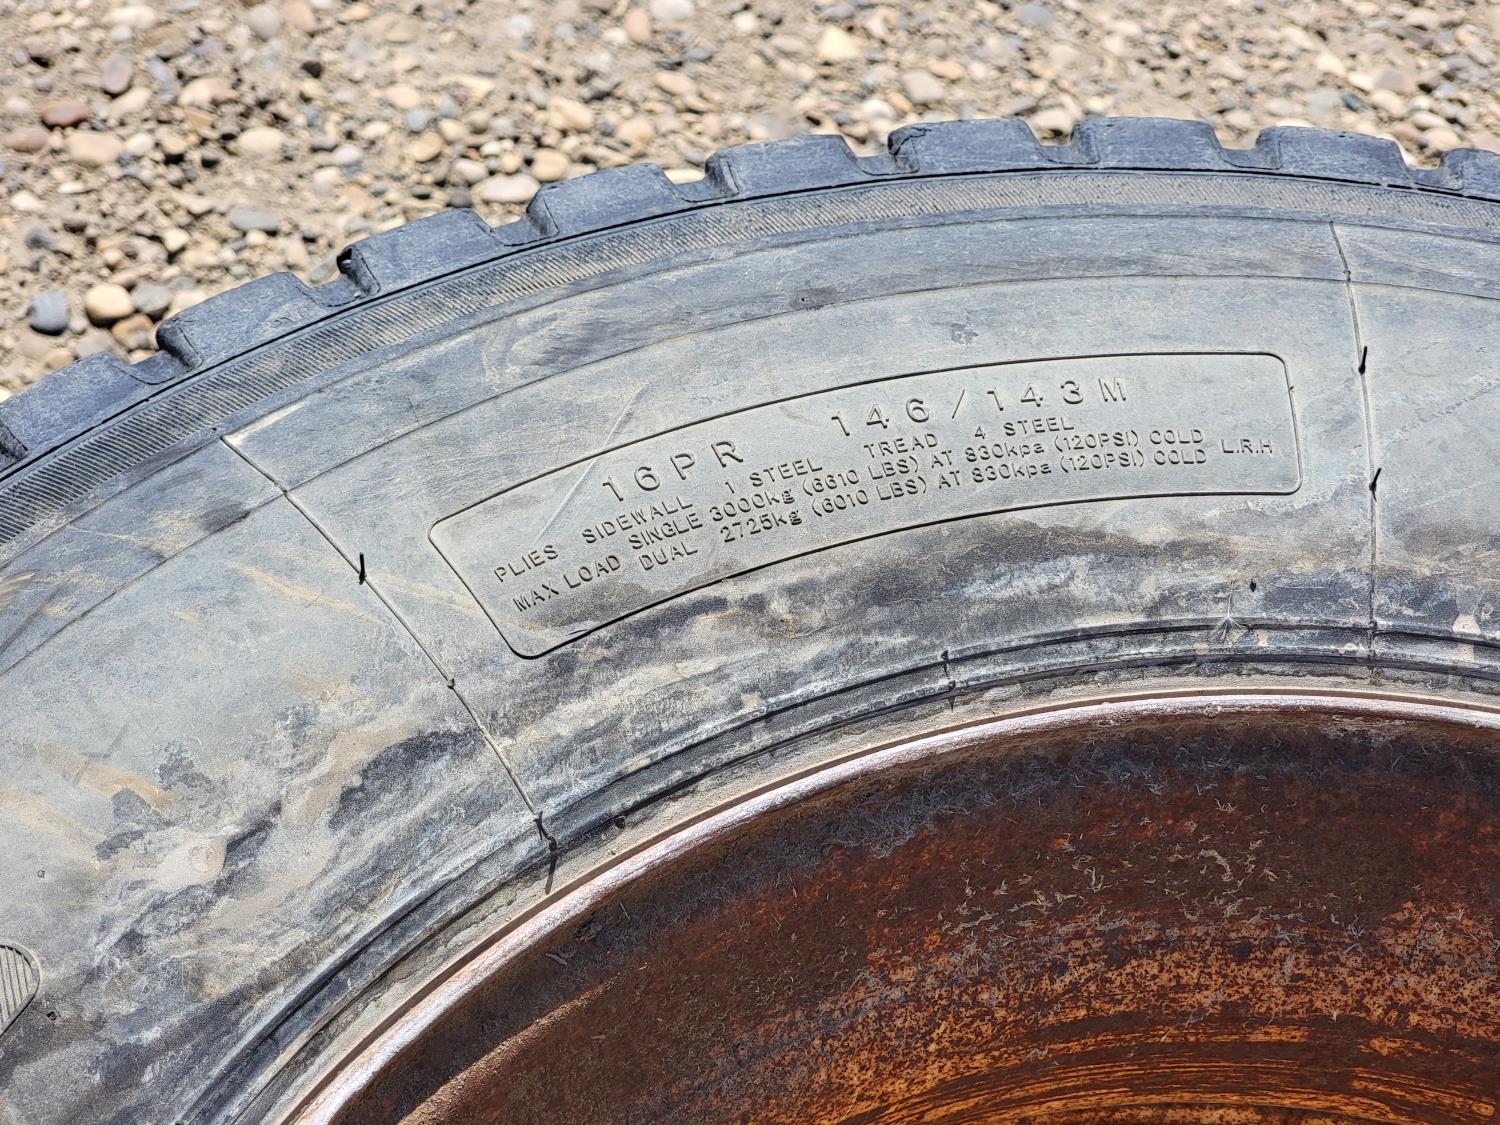 16PR 146/143M
PLIES SIDEWALL 1 STEEL TREAD 4 STEEL
MAX LOAD SINGLE 3000kg (6610 LBS) AT 830kpa (120PSI) COLD
DUAL 2725kg (6010 LBS) AT 830kpa (120PSI) COLD L.R.H